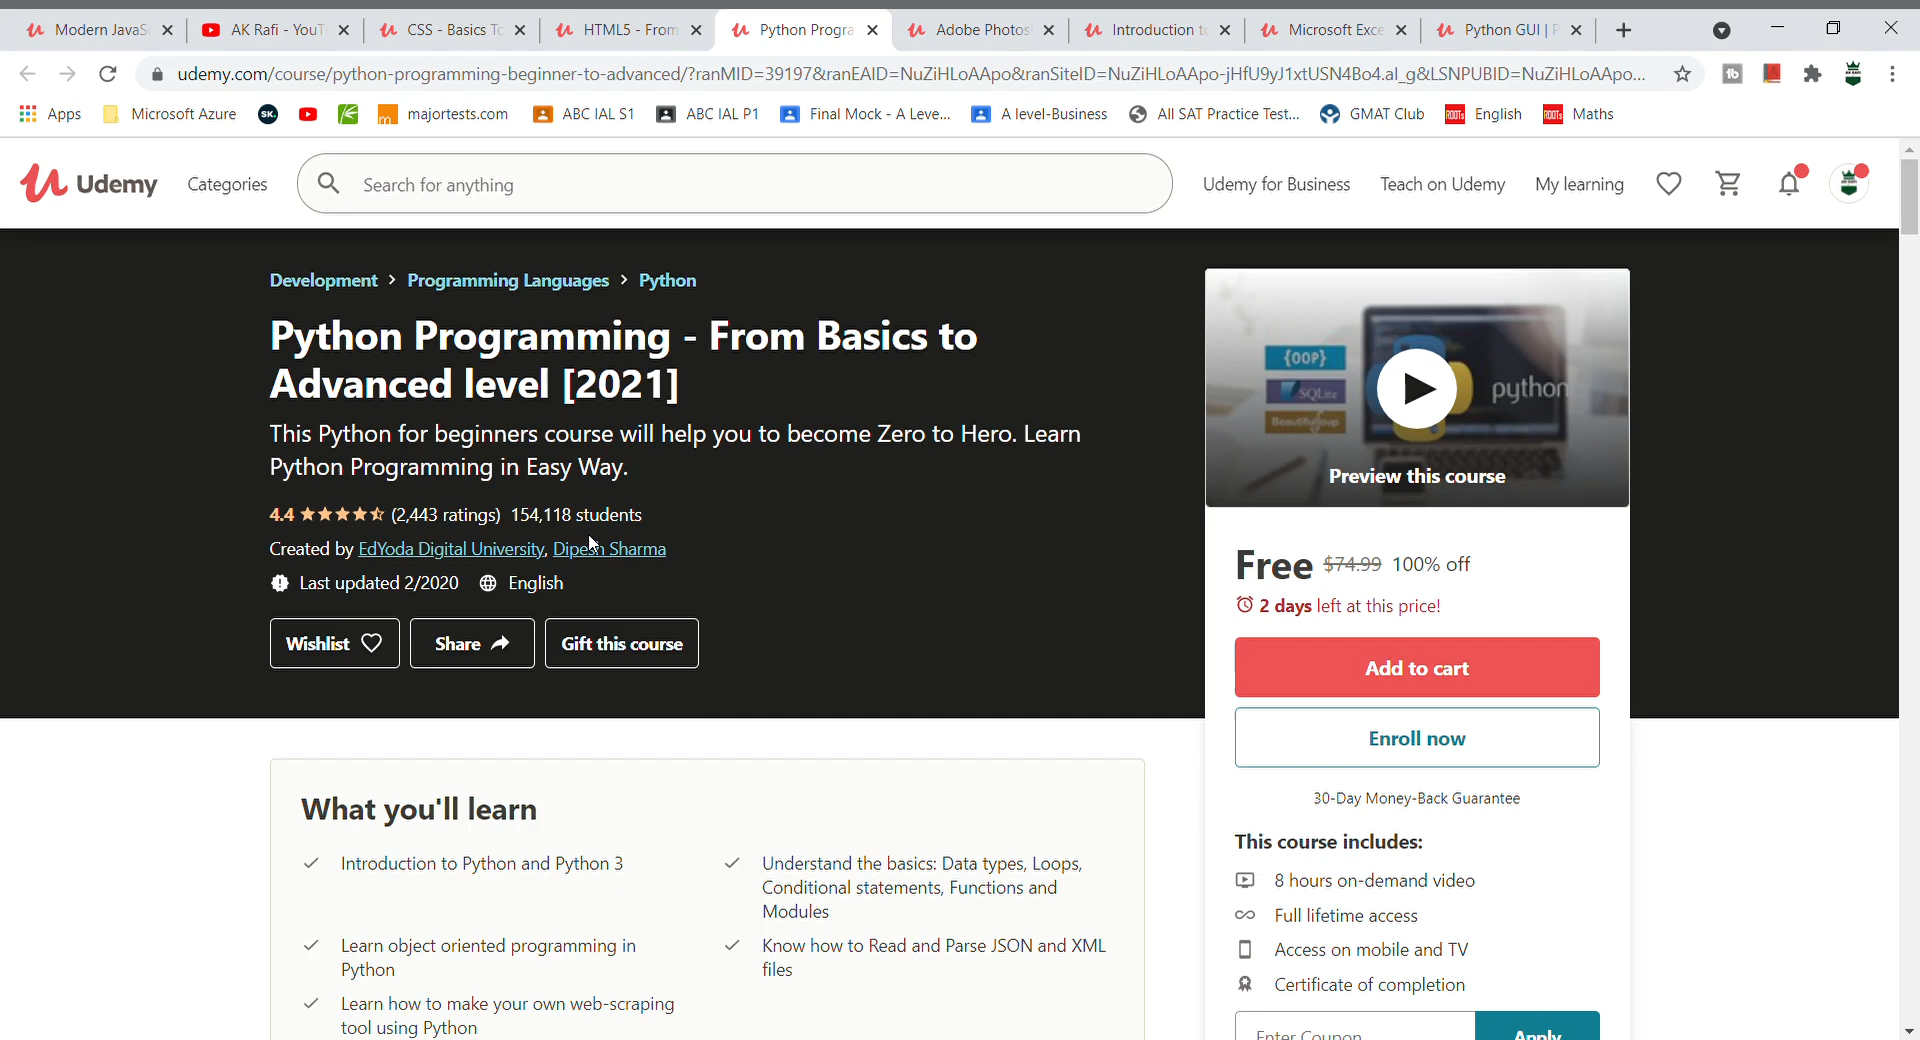 Modern JavaSc
AK Rafi - YouT
CSS - Basics To
HTML5 - From
Python Progra
Adobe Photos
Introduction to
Microsoft Exce
Python GUI | P
udemy.com/course/python-programming-beginner-to-advanced/?ranMID=39197&ranEAID=NuZiHLoAApo&ranSiteID=NuZiHLoAApo-jHfU9yJ1xtUSN4Bo4.al_g&LSNPUBID=NuZiHLoAApo...
Apps
Microsoft Azure
SK.
majortests.com
ABC IAL S1
ABC IAL P1
Final Mock - A Leve...
A level-Business
All SAT Practice Test...
GMAT Club
English
Maths
Udemy
Categories
Search for anything
Udemy for Business
Teach on Udemy
My learning
Development > Programming Languages > Python
Python Programming - From Basics to
Advanced level [2021]
This Python for beginners course will help you to become Zero to Hero. Learn
Python Programming in Easy Way.
4.4 (2,443 ratings) 154,118 students
Created by EdYoda Digital University, Dipesh Sharma
Last updated 2/2020 English
Wishlist
Share
Gift this course
{OOP}
SQLite
BeautifulSoup
python
Preview this course
Free $74.99 100% off
2 days left at this price!
Add to cart
Enroll now
30-Day Money-Back Guarantee
This course includes:
8 hours on-demand video
Full lifetime access
Access on mobile and TV
Certificate of completion
Enter Coupon
Apply
What you'll learn
Introduction to Python and Python 3
Understand the basics: Data types, Loops,
Conditional statements, Functions and
Modules
Learn object oriented programming in
Python
Know how to Read and Parse JSON and XML
files
Learn how to make your own web-scraping
tool using Python